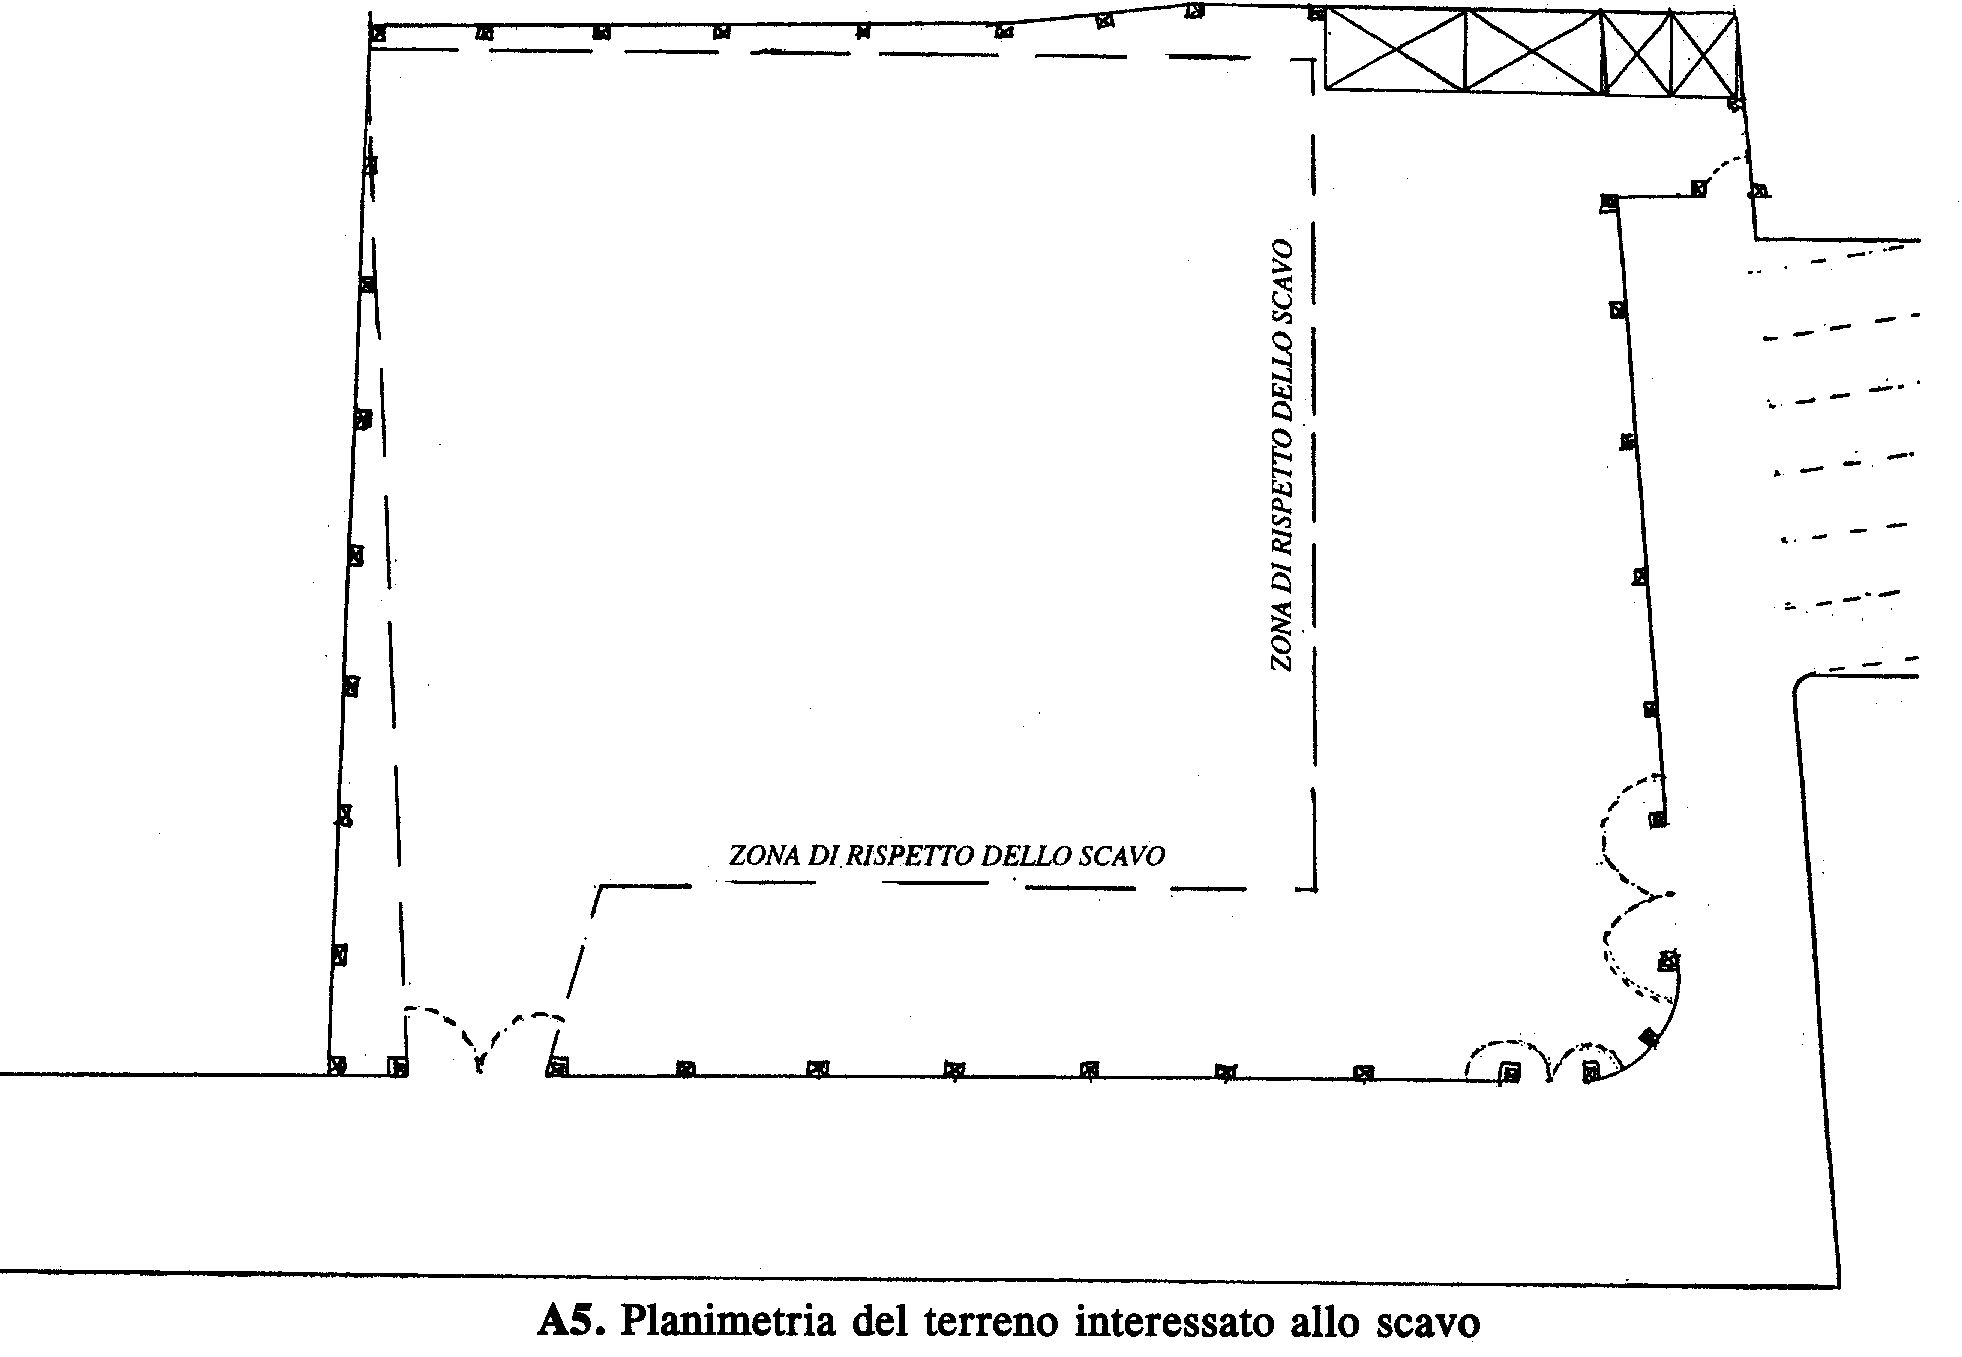 ZONA DI RISPETTO DELLO SCAVO
ZONA DI RISPETTO DELLO SCAVO
A5. Planimetria del terreno interessato allo scavo